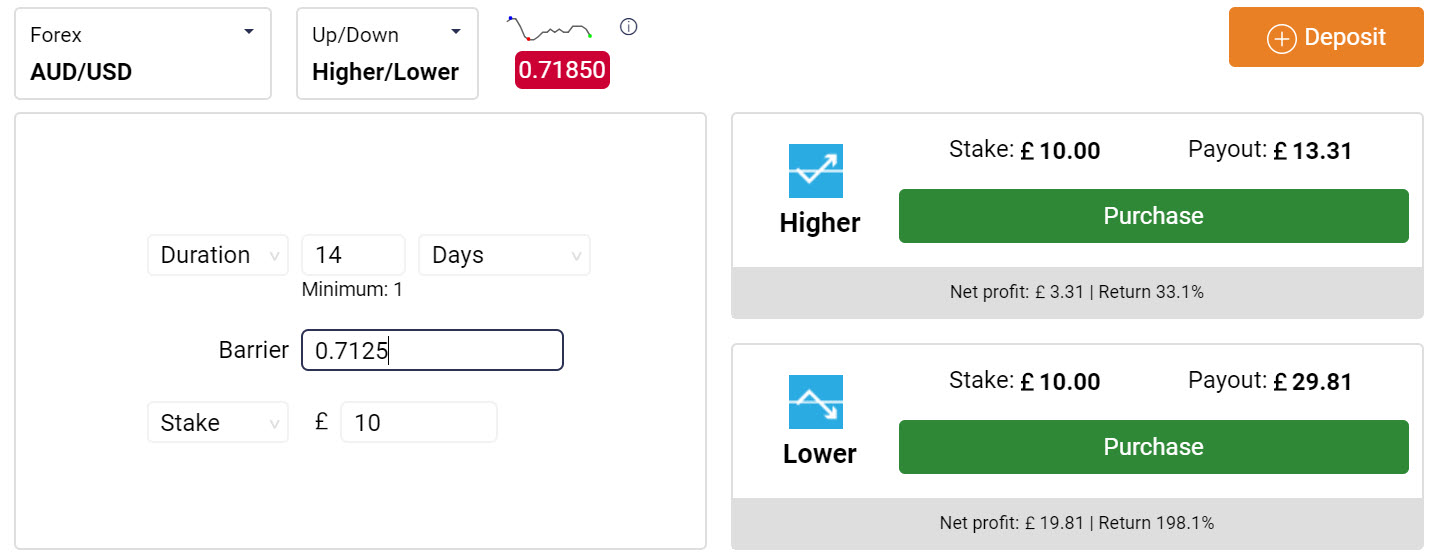 Forex
AUD/USD
Up/Down
Higher/Lower
0.71850
Deposit
Duration 14 Days
Minimum: 1
Barrier 0.7125
Stake £ 10
Higher
Stake: £ 10.00 Payout: £ 13.31
Purchase
Net profit: £ 3.31 | Return 33.1%
Lower
Stake: £ 10.00 Payout: £ 29.81
Purchase
Net profit: £ 19.81 | Return 198.1%